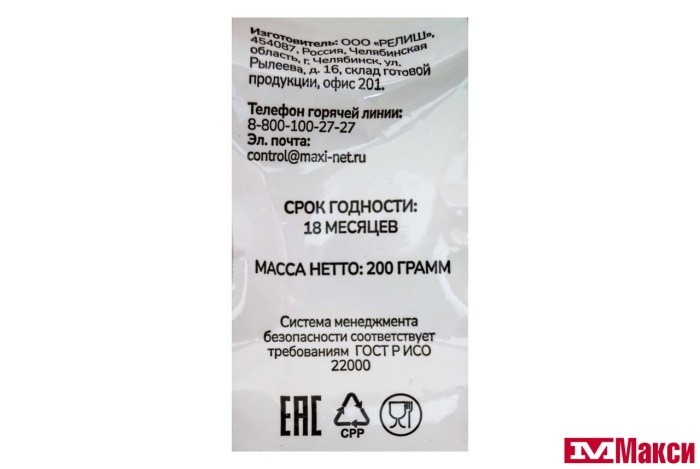 Изготовитель: ООО «РЕЛИШ»,
454087, Россия, Челябинская
область, г. Челябинск, ул.
Рылеева, д. 16, склад готовой
продукции, офис 201.
Телефон горячей линии:
8-800-100-27-27
Эл. почта:
control@maxi-net.ru
СРОК ГОДНОСТИ:
18 МЕСЯЦЕВ
МАССА НЕТТО: 200 ГРАММ
Система менеджмента
безопасности соответствует
требованиям ГОСТ Р ИСО
22000
ЕАС
CPP
Макси